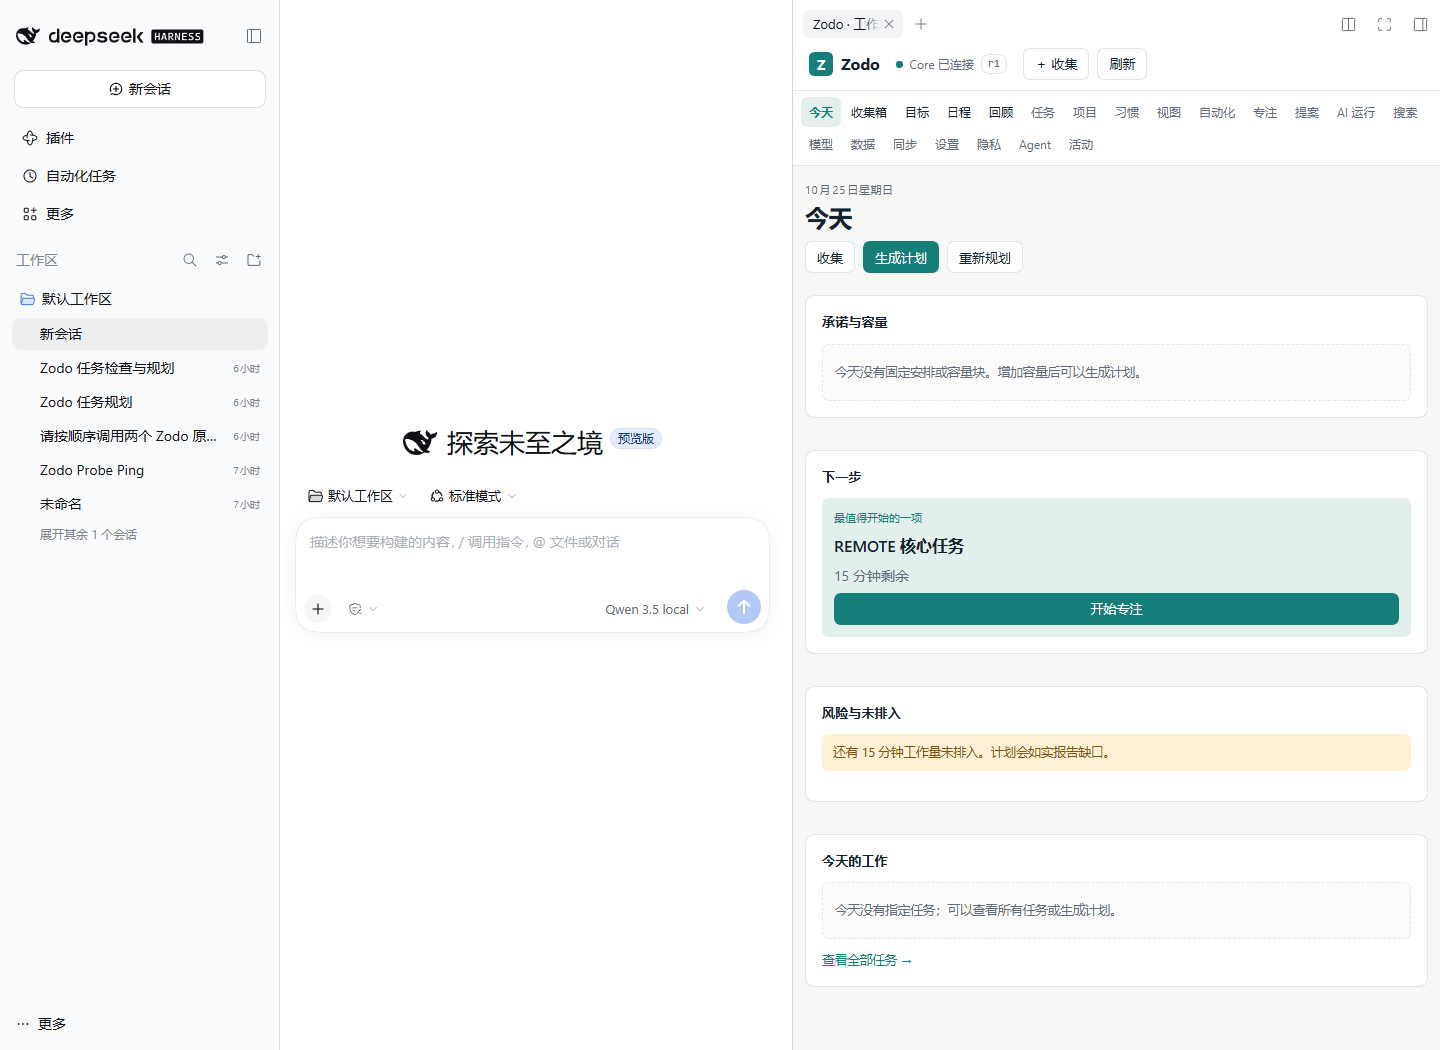 deepseek HARNESS
新会话
插件
自动化任务
更多
工作区
默认工作区
新会话
Zodo 任务检查与规划 6小时
Zodo 任务规划 6小时
请按顺序调用两个 Zodo 原... 6小时
Zodo Probe Ping 7小时
未命名 7小时
展开其余 1 个会话
更多
探索未至之境 预览版
默认工作区 标准模式
描述你想要构建的内容, / 调用指令, @ 文件或对话
Qwen 3.5 local
Zodo · 工作
Z Zodo Core 已连接 r1 + 收集 刷新
今天 收集箱 目标 日程 回顾 任务 项目 习惯 视图 自动化 专注 提案 AI 运行 搜索
模型 数据 同步 设置 隐私 Agent 活动
10月25日星期日
今天
收集 生成计划 重新规划
承诺与容量
今天没有固定安排或容量块。增加容量后可以生成计划。
下一步
最值得开始的一项
REMOTE 核心任务
15 分钟剩余
开始专注
风险与未排入
还有 15 分钟工作量未排入。计划会如实报告缺口。
今天的工作
今天没有指定任务；可以查看所有任务或生成计划。
查看全部任务 →